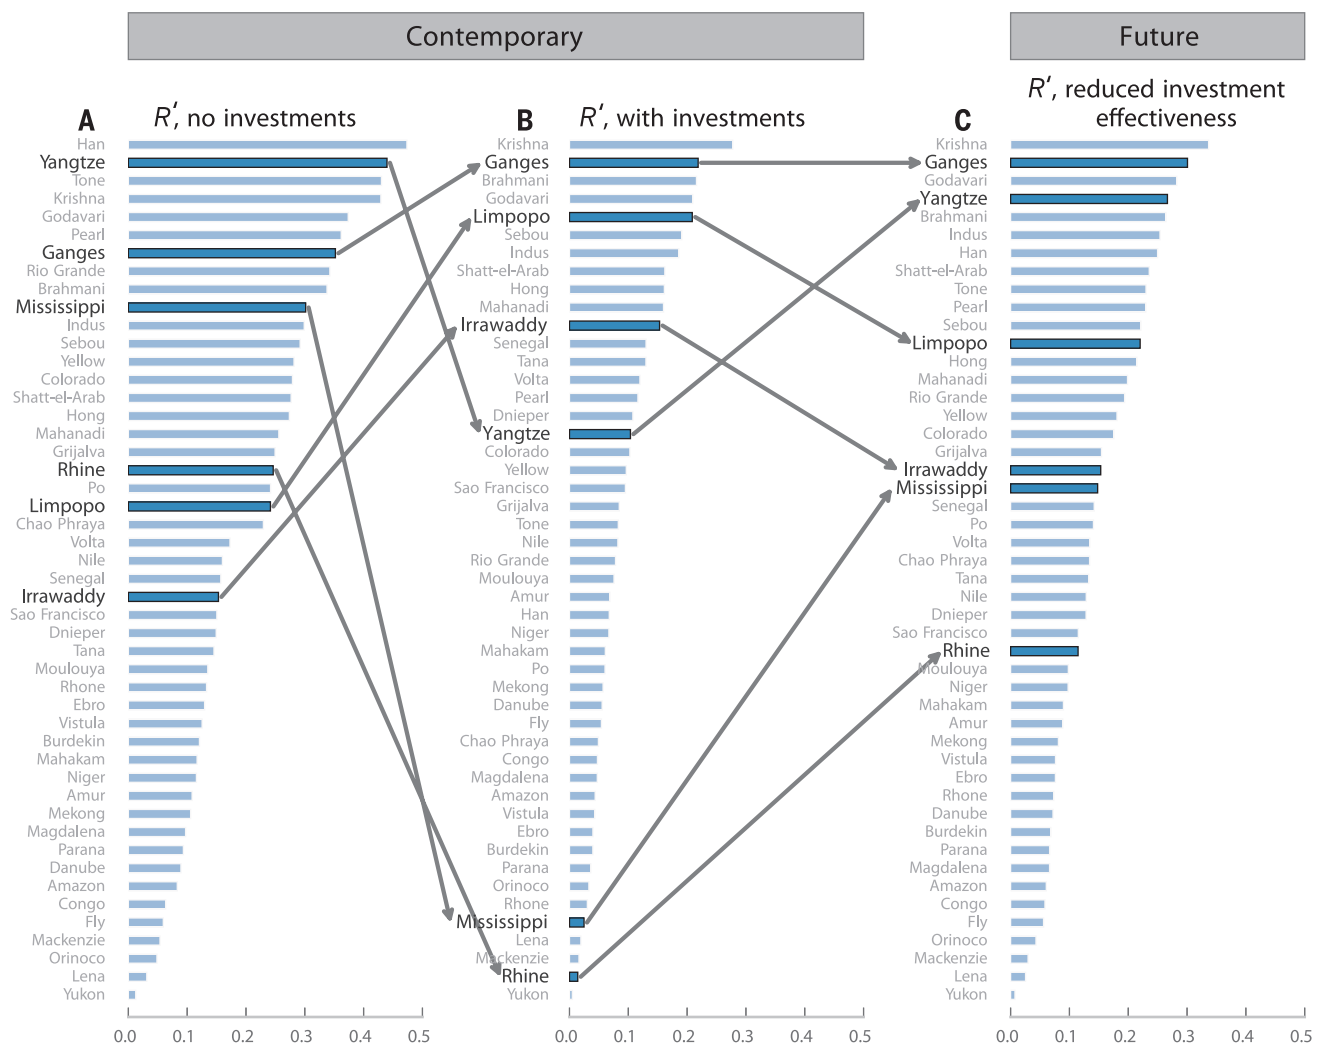 Contemporary
Future
A
R‘, no investments
B
R‘, with investments
C
R‘, reduced investment
effectiveness
Han
Yangtze
Tone
Krishna
Godavari
Pearl
Ganges
Rio Grande
Brahmani
Mississippi
Indus
Sebou
Yellow
Colorado
Shatt-el-Arab
Hong
Mahanadi
Grijalva
Rhine
Po
Limpopo
Chao Phraya
Volta
Nile
Senegal
Irrawaddy
Sao Francisco
Dnieper
Tana
Moulouya
Rhone
Ebro
Vistula
Burdekin
Mahakam
Niger
Amur
Mekong
Magdalena
Parana
Danube
Amazon
Congo
Fly
Mackenzie
Orinoco
Lena
Yukon
0.0 0.1 0.2 0.3 0.4 0.5
Krishna
Ganges
Brahmani
Godavari
Limpopo
Sebou
Indus
Shatt-el-Arab
Hong
Mahanadi
Irrawaddy
Senegal
Tana
Volta
Pearl
Dnieper
Yangtze
Colorado
Yellow
Sao Francisco
Grijalva
Tone
Nile
Rio Grande
Moulouya
Amur
Han
Niger
Mahakam
Po
Mekong
Danube
Fly
Chao Phraya
Congo
Magdalena
Amazon
Vistula
Ebro
Burdekin
Parana
Orinoco
Rhone
Mississippi
Lena
Mackenzie
Rhine
Yukon
0.0 0.1 0.2 0.3 0.4 0.5
Krishna
Ganges
Godavari
Yangtze
Brahmani
Indus
Han
Shatt-el-Arab
Tone
Pearl
Sebou
Limpopo
Hong
Mahanadi
Rio Grande
Yellow
Colorado
Grijalva
Irrawaddy
Mississippi
Senegal
Po
Volta
Chao Phraya
Tana
Nile
Dnieper
Sao Francisco
Rhine
Moulouya
Niger
Mahakam
Amur
Mekong
Vistula
Ebro
Rhone
Danube
Burdekin
Parana
Magdalena
Amazon
Congo
Fly
Orinoco
Mackenzie
Lena
Yukon
0.0 0.1 0.2 0.3 0.4 0.5